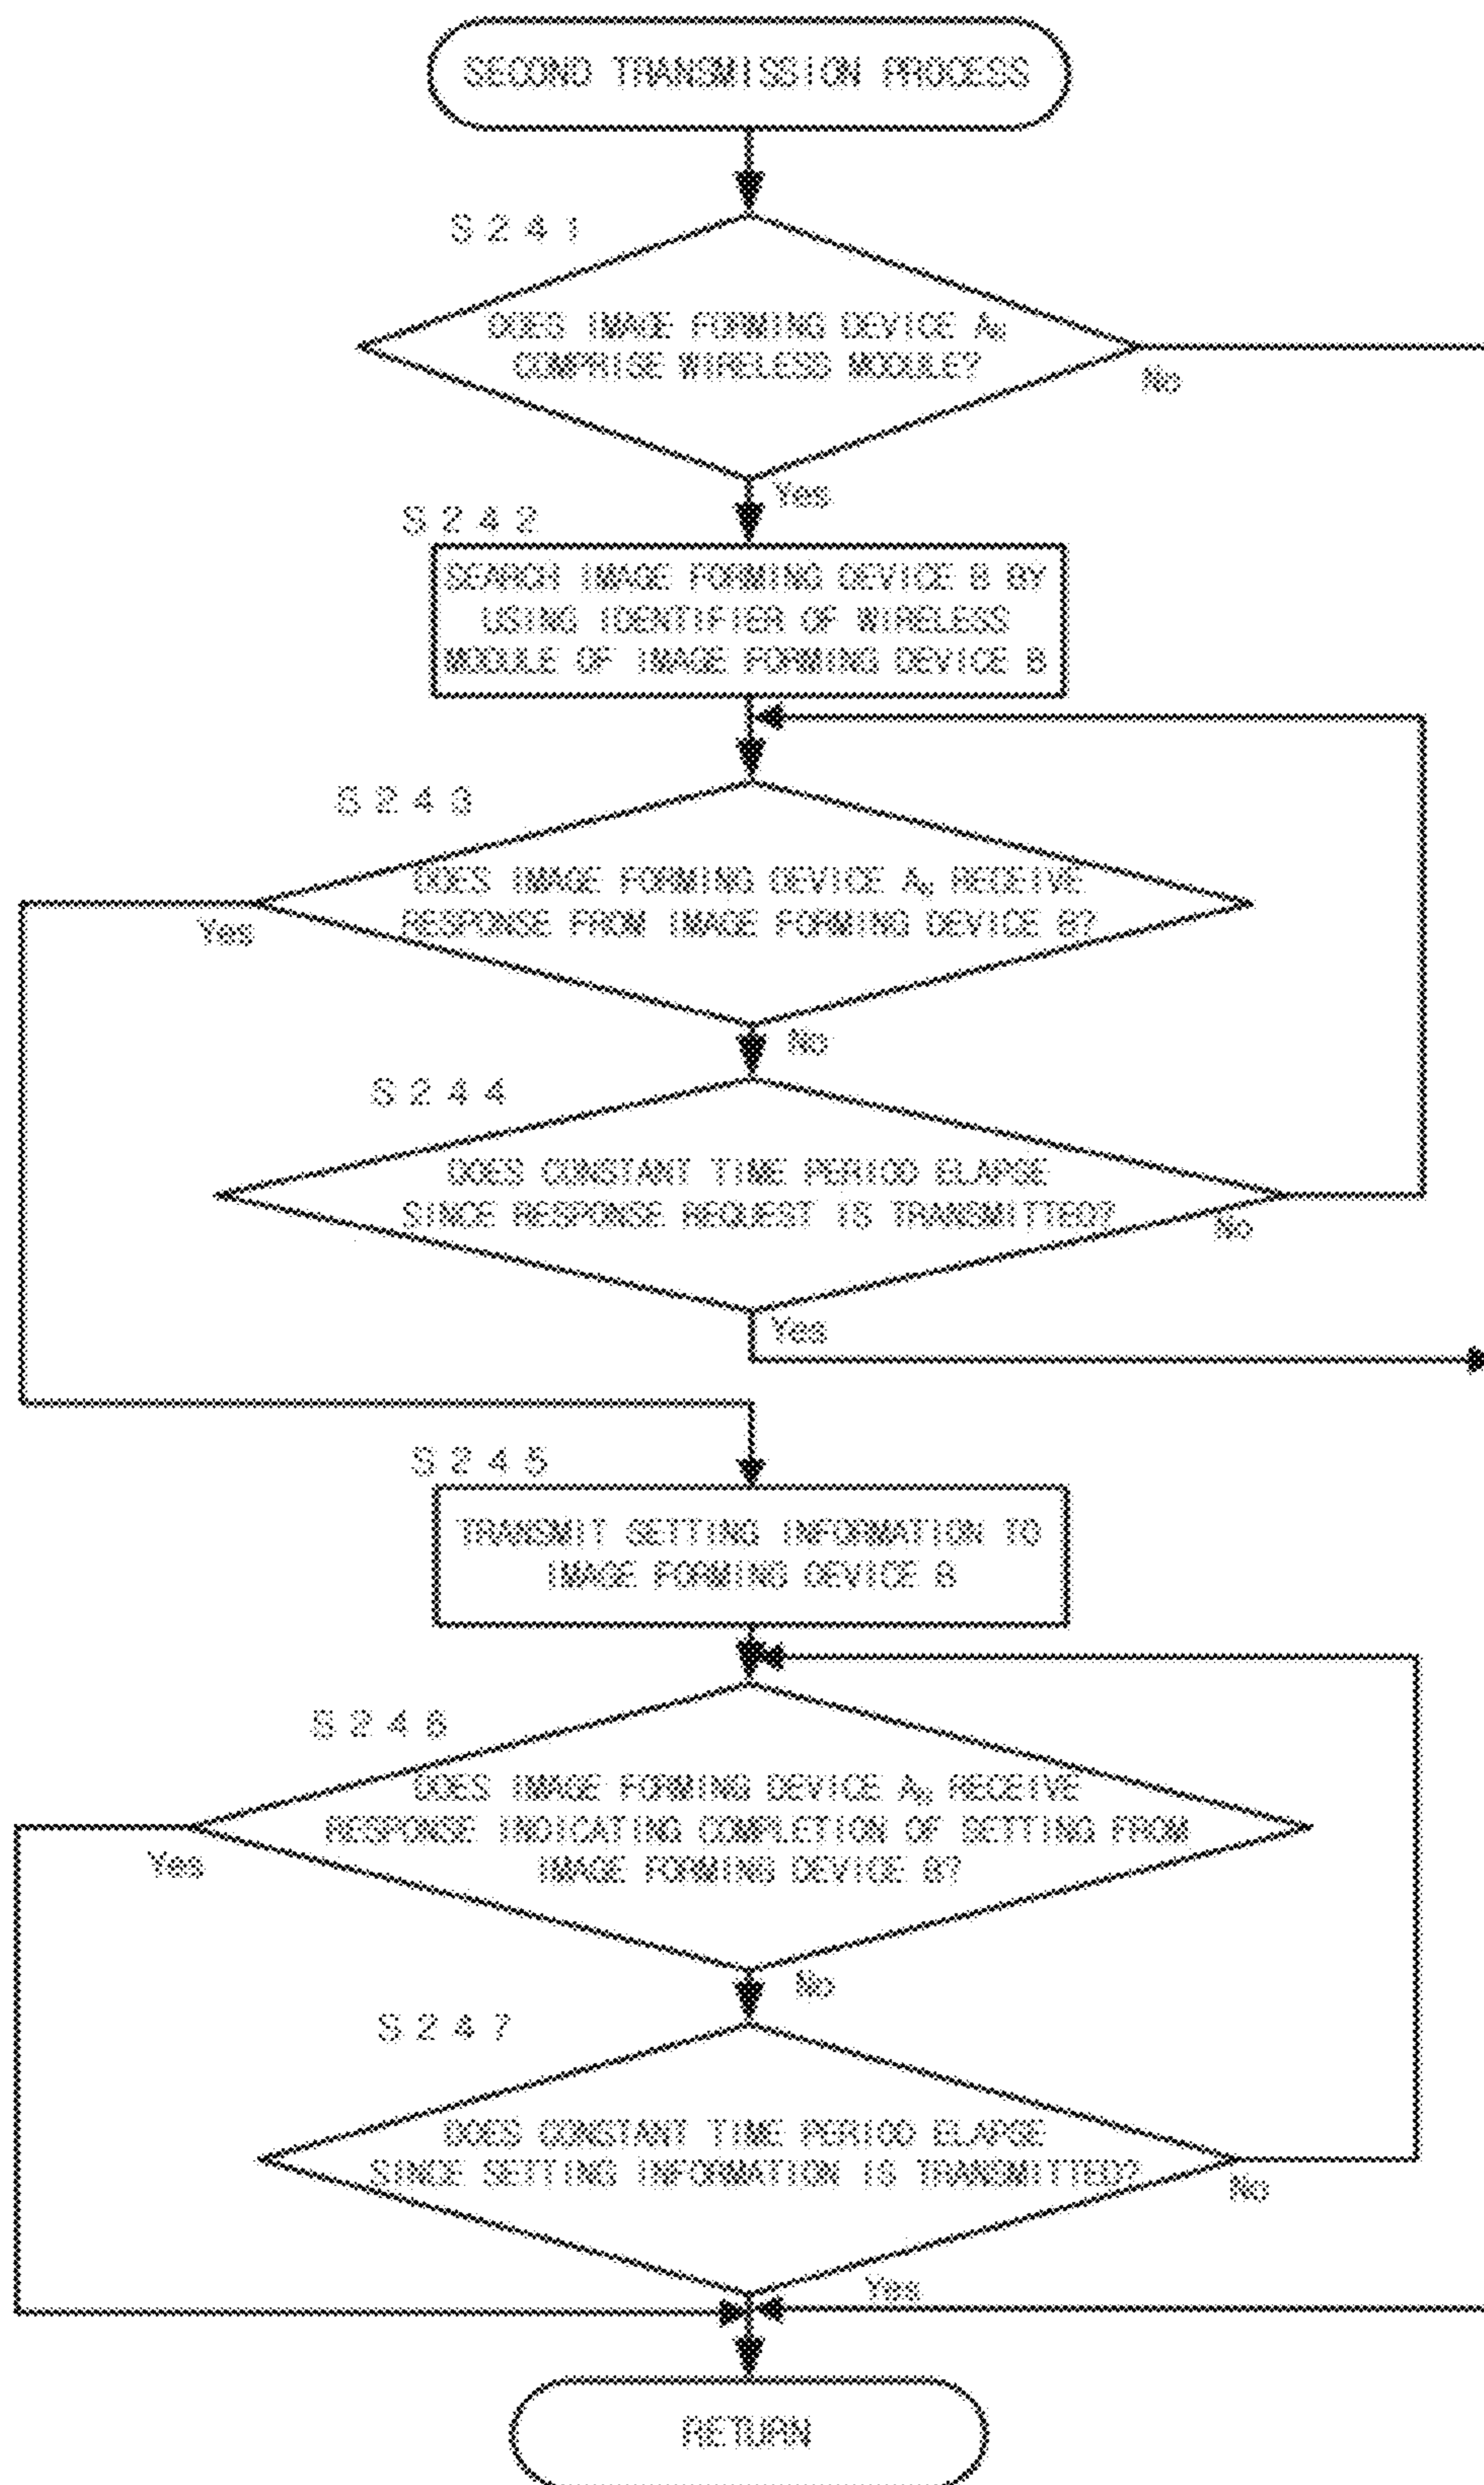 SECOND TRANSMISSION PROCESS
S241
DOES IMAGE FORMING DEVICE A
COMPRISE WIRELESS MODULE?
No
Yes
S242
SEARCH IMAGE FORMING DEVICE B BY
USING IDENTIFIER OF WIRELESS
MODULE OF IMAGE FORMING DEVICE B
S243
DOES IMAGE FORMING DEVICE A RECEIVE
RESPONSE FROM IMAGE FORMING DEVICE B?
Yes
No
S244
DOES CONSTANT TIME PERIOD ELAPSE
SINCE RESPONSE REQUEST IS TRANSMITTED?
No
Yes
S245
TRANSMIT SETTING INFORMATION TO
IMAGE FORMING DEVICE B
S246
DOES IMAGE FORMING DEVICE A RECEIVE
RESPONSE INDICATING COMPLETION OF SETTING FROM
IMAGE FORMING DEVICE B?
Yes
No
S247
DOES CONSTANT TIME PERIOD ELAPSE
SINCE SETTING INFORMATION IS TRANSMITTED?
No
Yes
RETURN